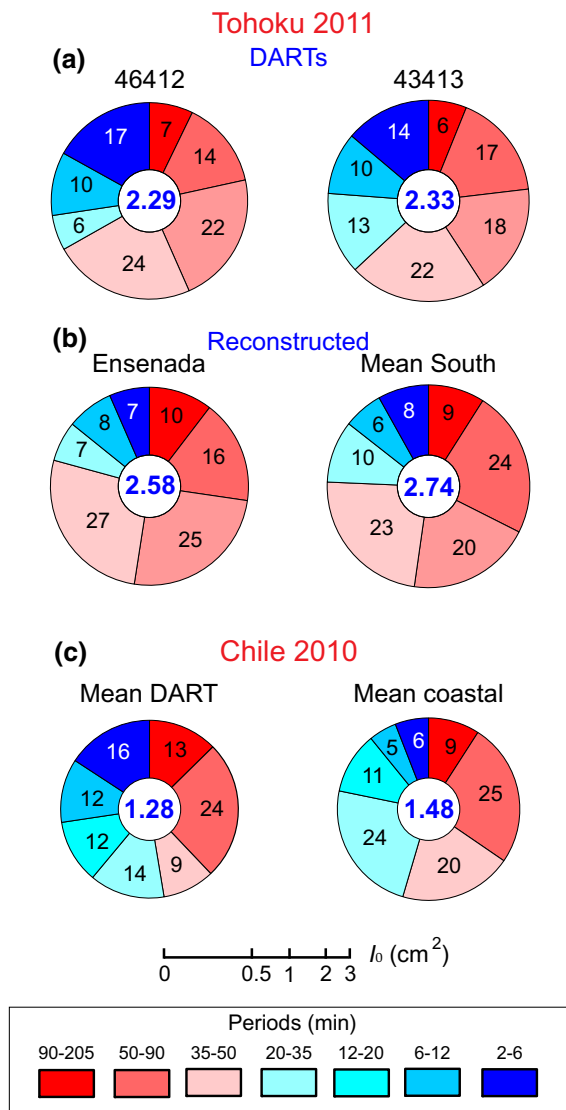 Tohoku 2011
(a) DARTs
46412 43413
17 7 14 22 24 6 10 2.29
14 6 17 18 22 13 10 2.33
(b) Reconstructed
Ensenada Mean South
7 10 16 25 27 7 8 2.58
8 9 24 20 23 10 6 2.74
(c) Chile 2010
Mean DART Mean coastal
16 13 24 9 14 12 12 1.28
6 9 25 20 24 11 5 1.48
0 0.5 1 2 3 I₀ (cm²)
Periods (min)
90-205 50-90 35-50 20-35 12-20 6-12 2-6